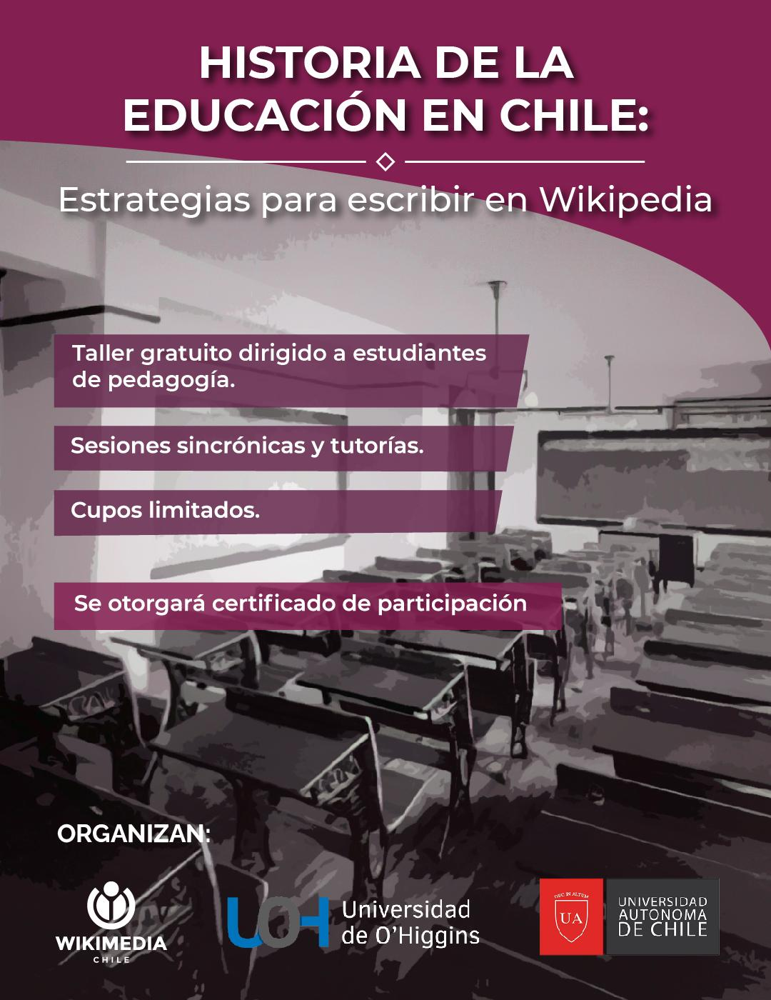 HISTORIA DE LA
EDUCACIÓN EN CHILE:
Estrategias para escribir en Wikipedia
Taller gratuito dirigido a estudiantes
de pedagogía.
Sesiones sincrónicas y tutorías.
Cupos limitados.
Se otorgará certificado de participación
ORGANIZAN:
WIKIMEDIA
CHILE
UOH
Universidad
de O'Higgins
DUC IN ALTUM
UA
UNIVERSIDAD
AUTONOMA
DE CHILE